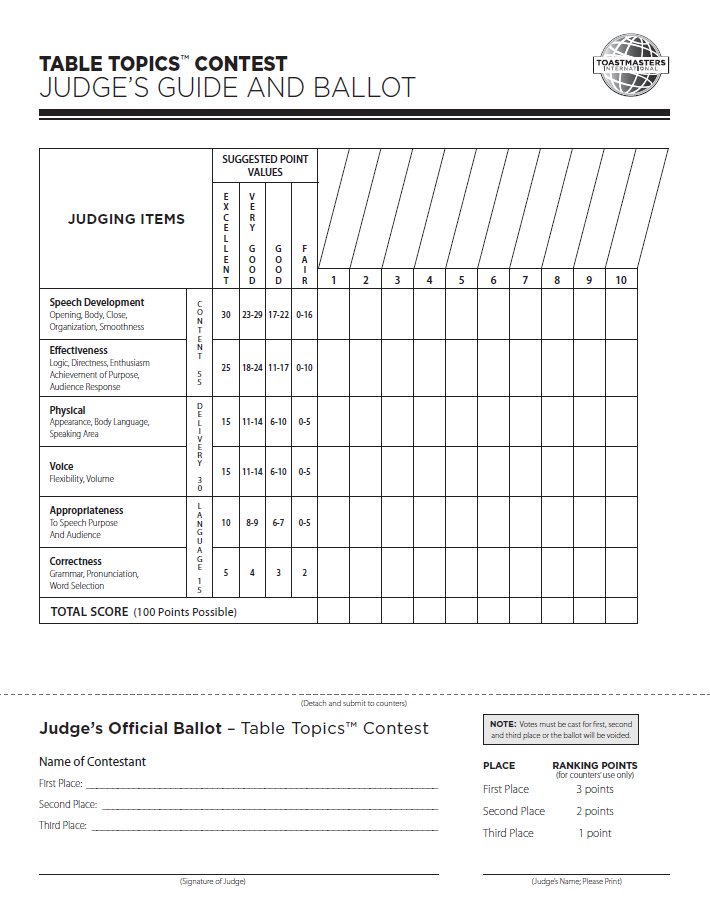 TABLE TOPICS™ CONTEST
JUDGE'S GUIDE AND BALLOT
TOASTMASTERS
INTERNATIONAL
JUDGING ITEMS
SUGGESTED POINT
VALUES
EXCELLENT
VERY GOOD
GOOD
FAIR
1 2 3 4 5 6 7 8 9 10
CONTENT 55
Speech Development
Opening, Body, Close,
Organization, Smoothness
30 23-29 17-22 0-16
Effectiveness
Logic, Directness, Enthusiasm
Achievement of Purpose,
Audience Response
25 18-24 11-17 0-10
DELIVERY 30
Physical
Appearance, Body Language,
Speaking Area
15 11-14 6-10 0-5
Voice
Flexibility, Volume
15 11-14 6-10 0-5
LANGUAGE 15
Appropriateness
To Speech Purpose
And Audience
10 8-9 6-7 0-5
Correctness
Grammar, Pronunciation,
Word Selection
5 4 3 2
TOTAL SCORE (100 Points Possible)
(Detach and submit to counters)
Judge's Official Ballot – Table Topics™ Contest
Name of Contestant
First Place:
Second Place:
Third Place:
(Signature of Judge)
NOTE: Votes must be cast for first, second
and third place or the ballot will be voided.
PLACE RANKING POINTS
(for counters' use only)
First Place 3 points
Second Place 2 points
Third Place 1 point
(Judge's Name; Please Print)